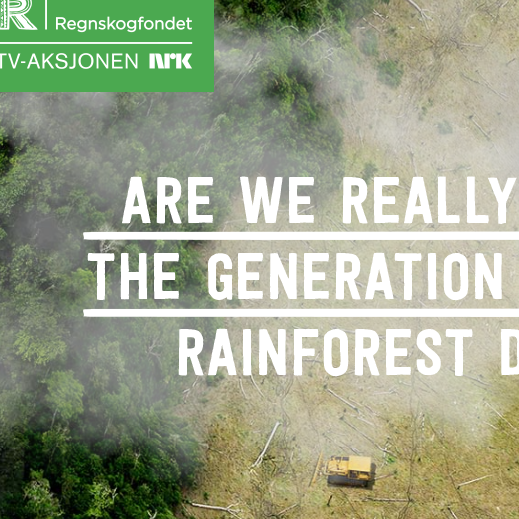 R Regnskogfondet
TV-AKSJONEN nrk
ARE WE REALLY
THE GENERATION
RAINFOREST D